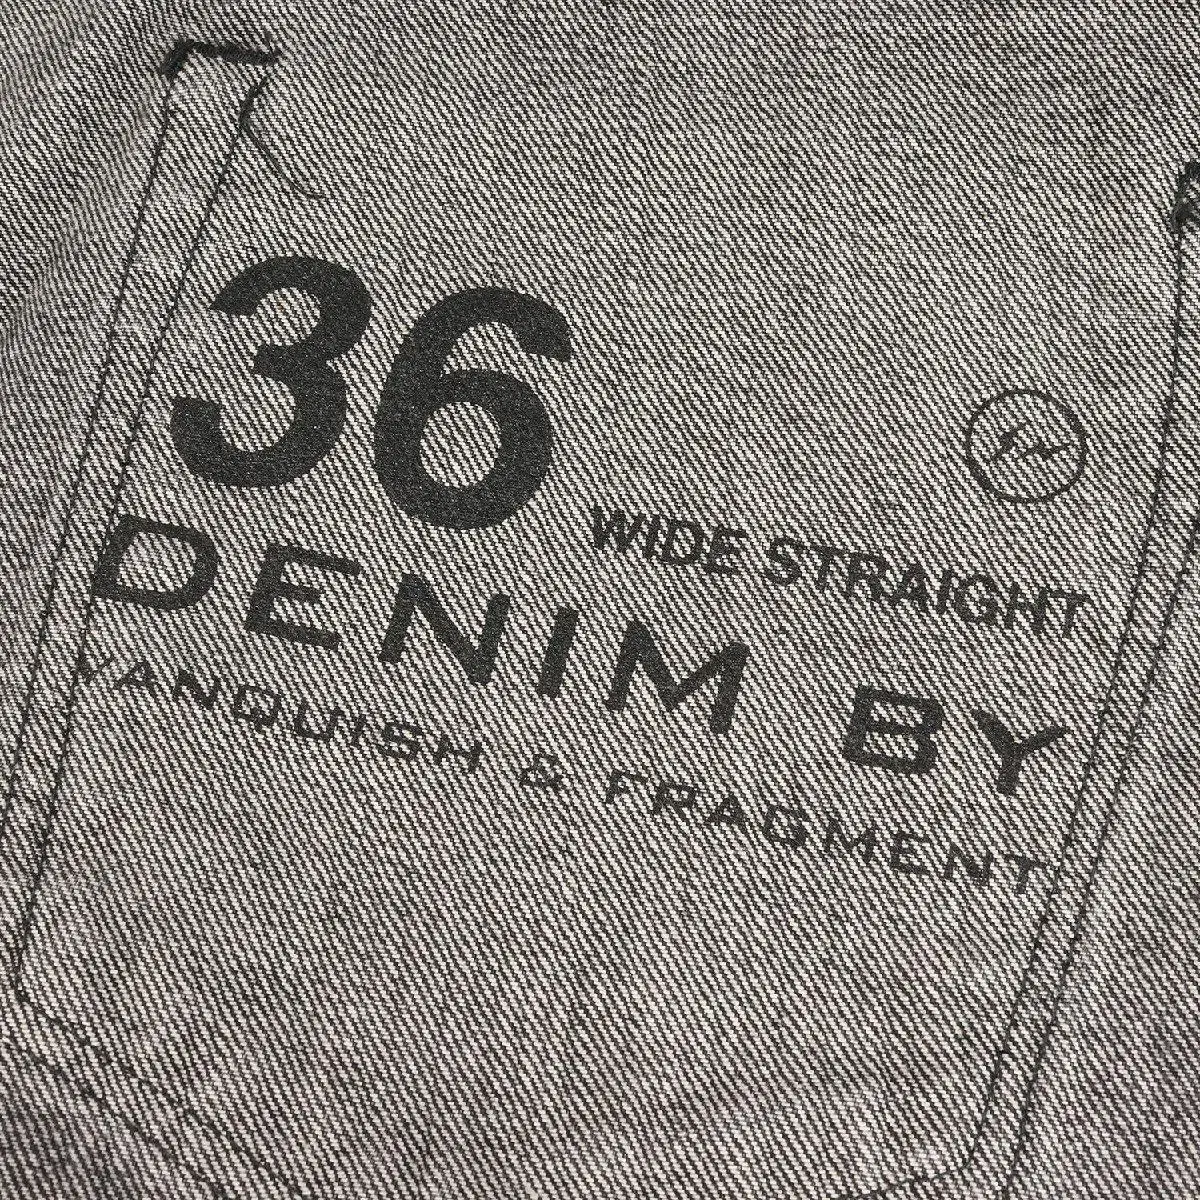 36 WIDE STRAIGHT
DENIM BY
VANQUISH & FRAGMENT